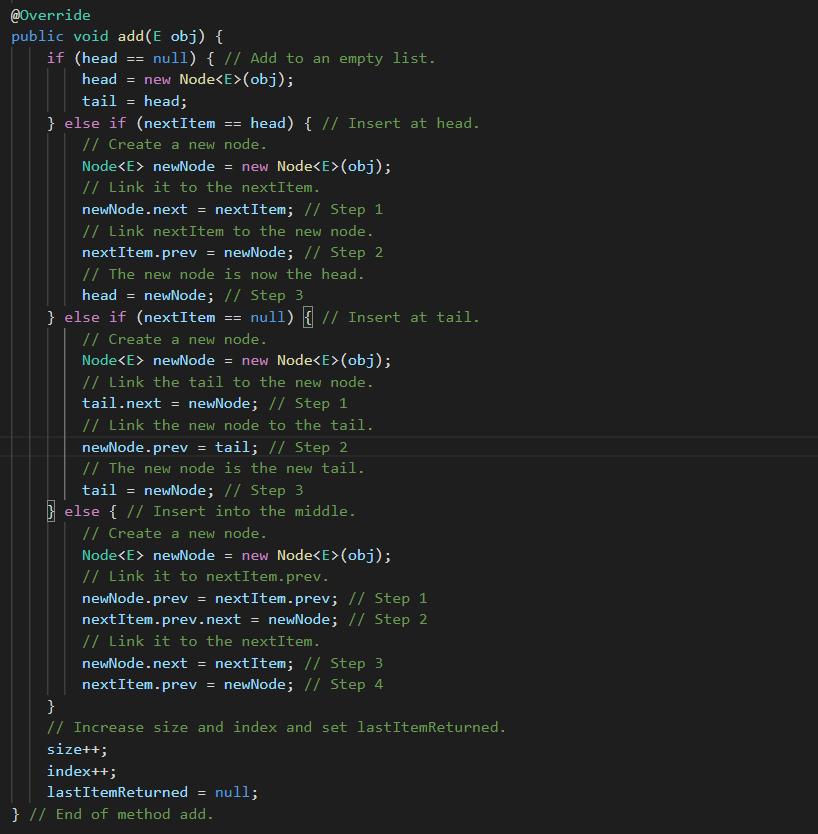 @Override
public void add(E obj) {
    if (head == null) { // Add to an empty list.
        head = new Node<E>(obj);
        tail = head;
    } else if (nextItem == head) { // Insert at head.
        // Create a new node.
        Node<E> newNode = new Node<E>(obj);
        // Link it to the nextItem.
        newNode.next = nextItem; // Step 1
        // Link nextItem to the new node.
        nextItem.prev = newNode; // Step 2
        // The new node is now the head.
        head = newNode; // Step 3
    } else if (nextItem == null) { // Insert at tail.
        // Create a new node.
        Node<E> newNode = new Node<E>(obj);
        // Link the tail to the new node.
        tail.next = newNode; // Step 1
        // Link the new node to the tail.
        newNode.prev = tail; // Step 2
        // The new node is the new tail.
        tail = newNode; // Step 3
    } else { // Insert into the middle.
        // Create a new node.
        Node<E> newNode = new Node<E>(obj);
        // Link it to nextItem.prev.
        newNode.prev = nextItem.prev; // Step 1
        nextItem.prev.next = newNode; // Step 2
        // Link it to the nextItem.
        newNode.next = nextItem; // Step 3
        nextItem.prev = newNode; // Step 4
    }
    // Increase size and index and set lastItemReturned.
    size++;
    index++;
    lastItemReturned = null;
} // End of method add.